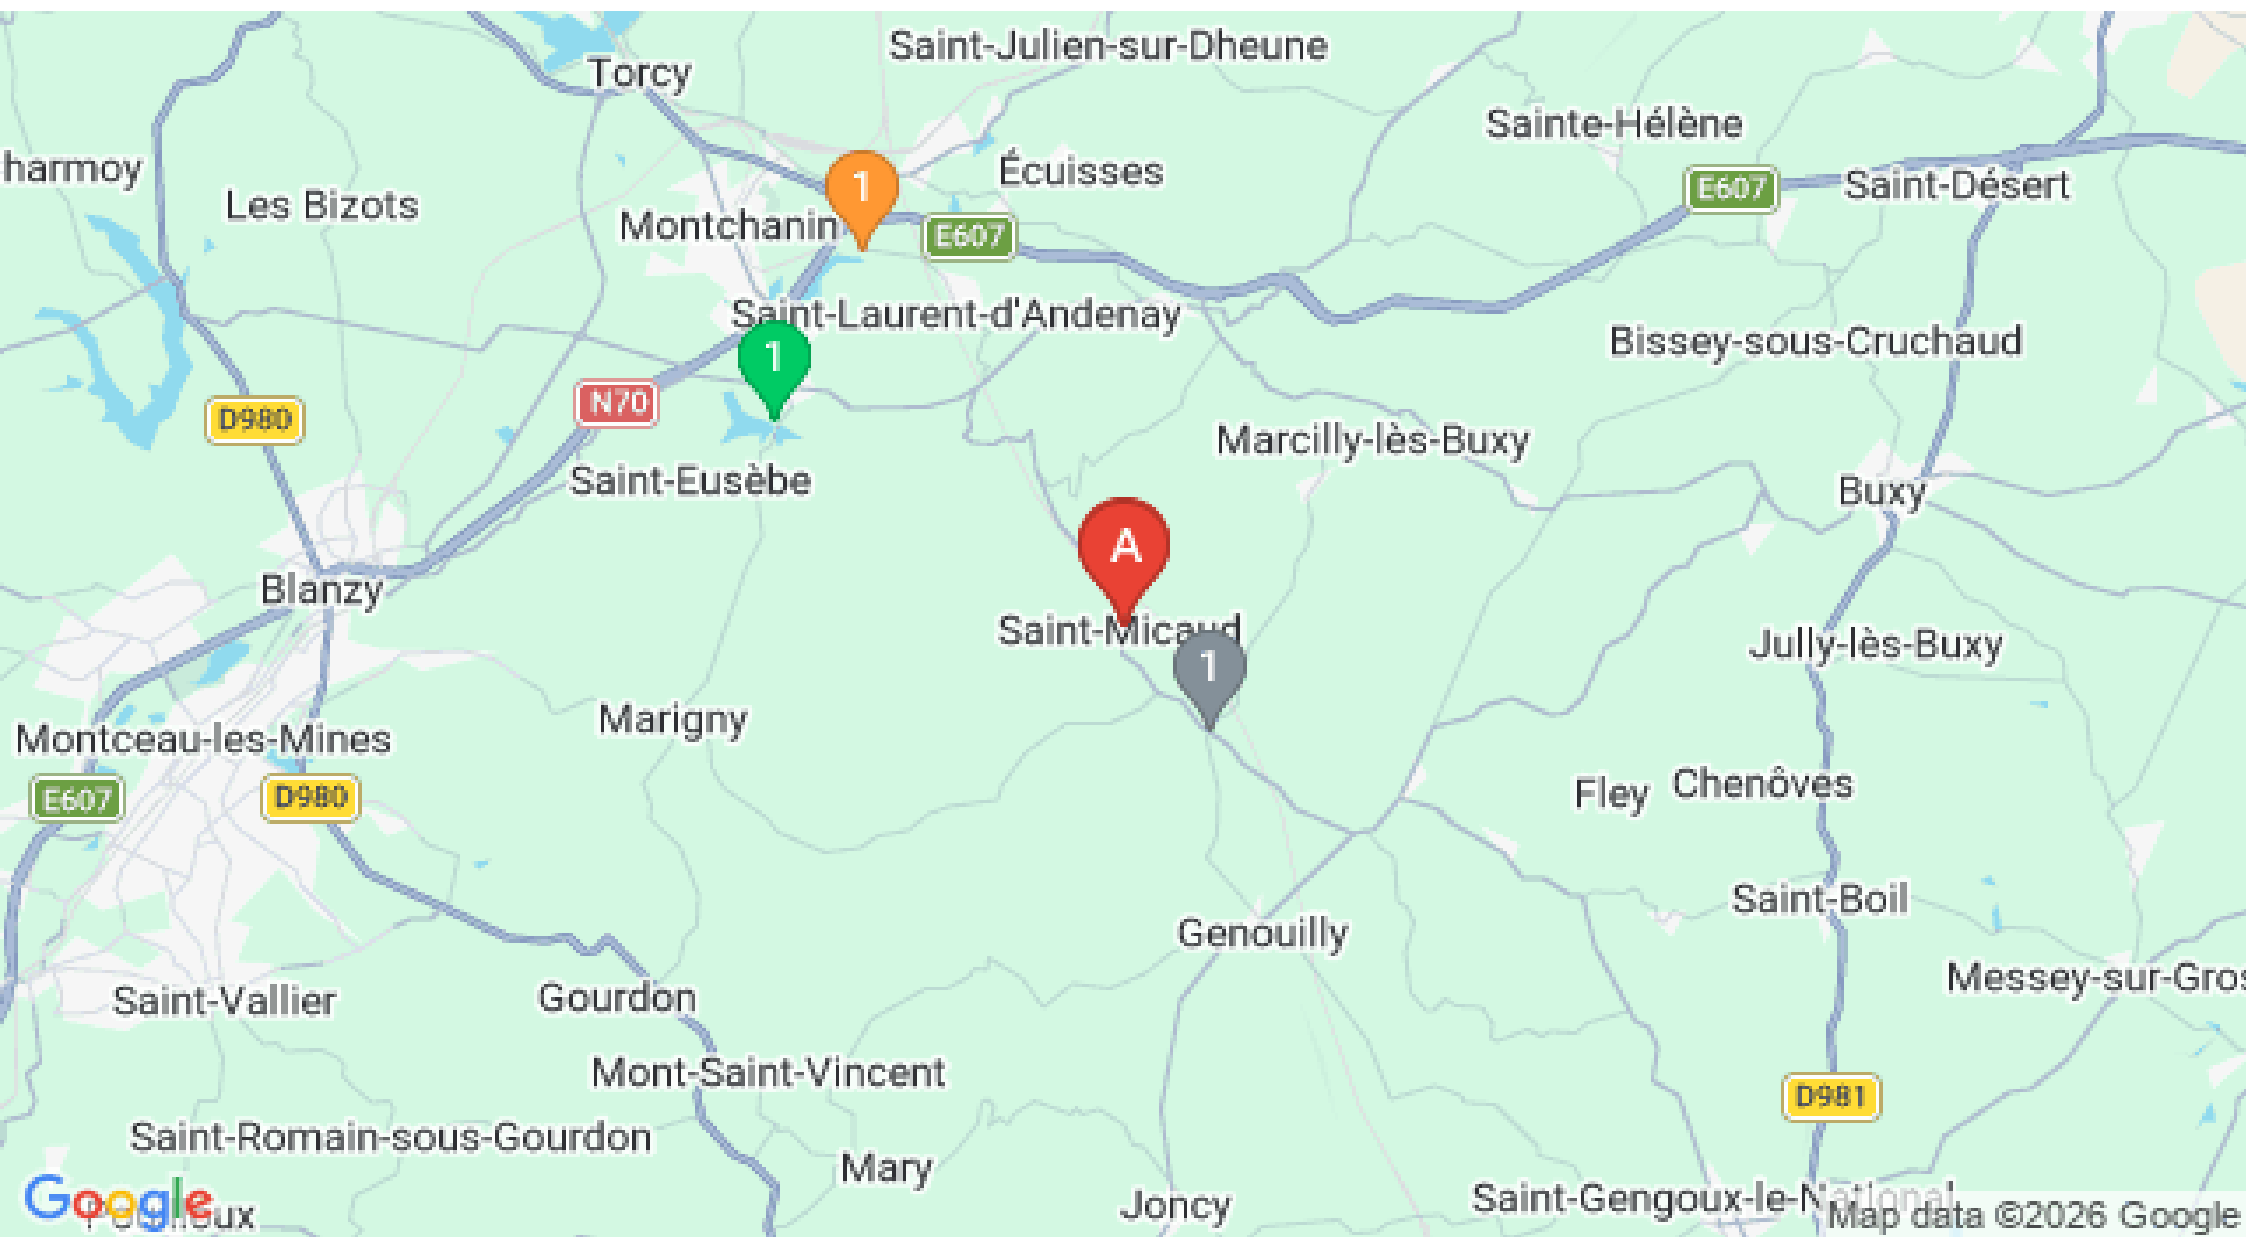 Saint-Julien-sur-Dheune
Torcy
Sainte-Hélène
harmoy
Écuisses
E607
Saint-Désert
1
Les Bizots
Montchanin
E607
Saint-Laurent-d'Andenay
Bissey-sous-Cruchaud
1
N70
D980
Marcilly-lès-Buxy
Saint-Eusèbe
Buxy
A
Blanzy
Saint-Micaud
Jully-lès-Buxy
1
Marigny
Montceau-les-Mines
Fley
Chenôves
E607
D980
Saint-Boil
Genouilly
Messey-sur-Gros
Saint-Vallier
Gourdon
Mont-Saint-Vincent
D981
Saint-Romain-sous-Gourdon
Mary
Joncy
Saint-Gengoux-le-National
Google
Map data ©2026 Google